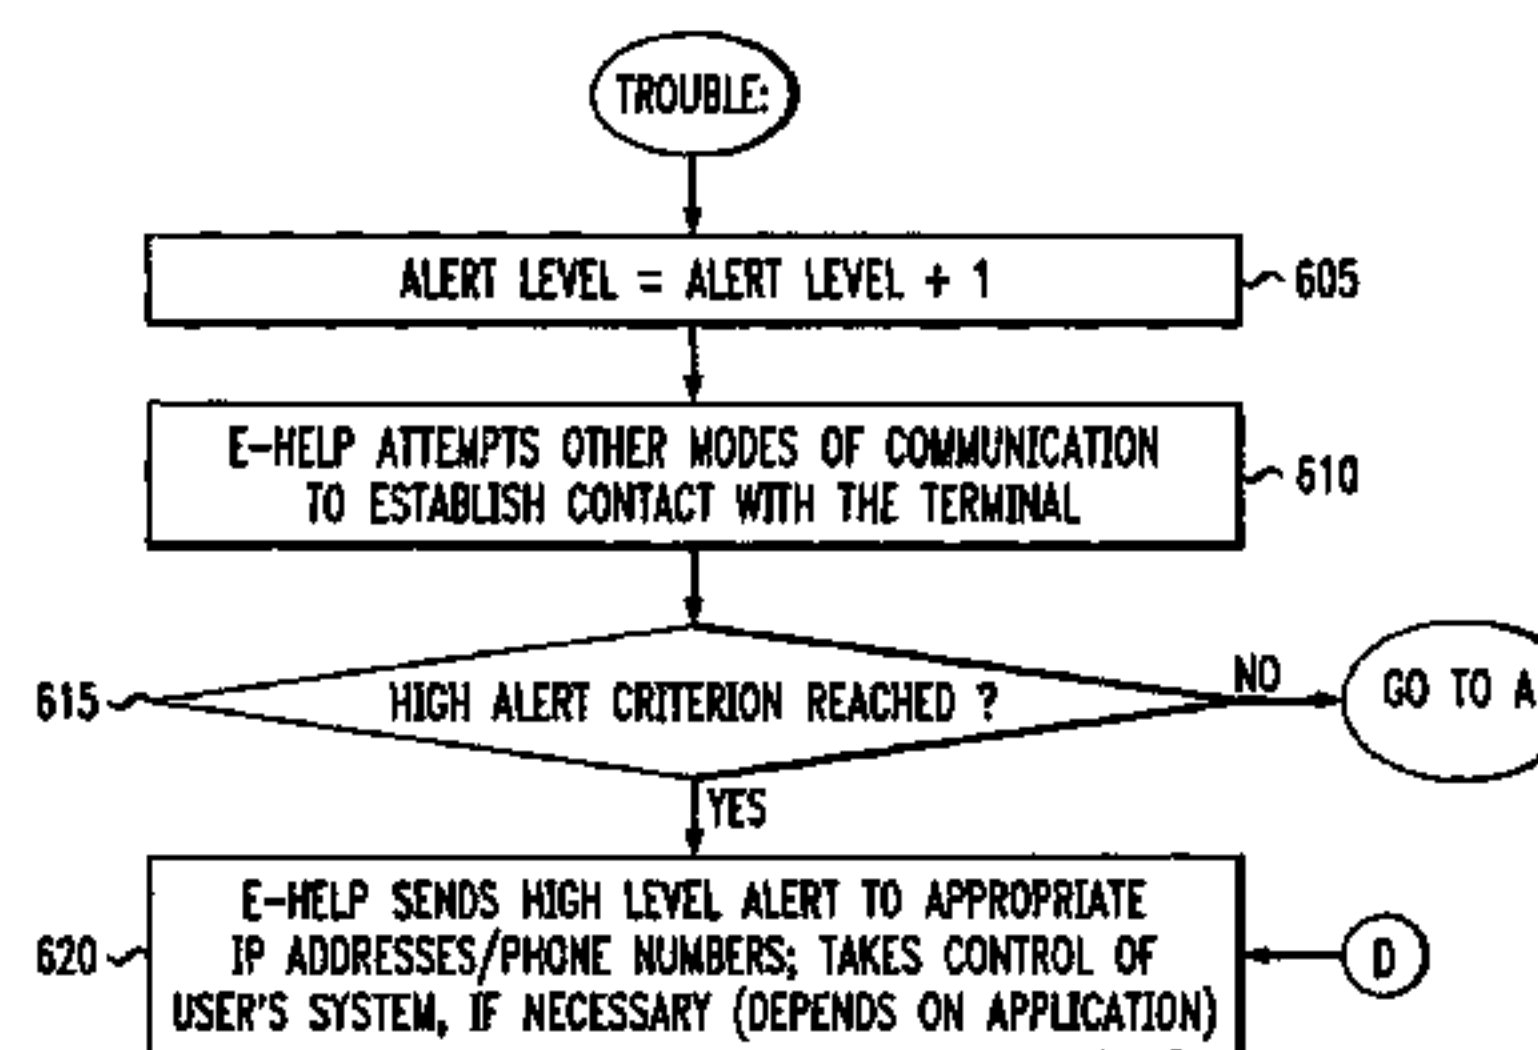 TROUBLE:
ALERT LEVEL = ALERT LEVEL + 1
605
E-HELP ATTEMPTS OTHER MODES OF COMMUNICATION
TO ESTABLISH CONTACT WITH THE TERMINAL
610
615
HIGH ALERT CRITERION REACHED ?
NO
GO TO A
YES
E-HELP SENDS HIGH LEVEL ALERT TO APPROPRIATE
IP ADDRESSES/PHONE NUMBERS; TAKES CONTROL OF
USER'S SYSTEM, IF NECESSARY (DEPENDS ON APPLICATION)
620
D